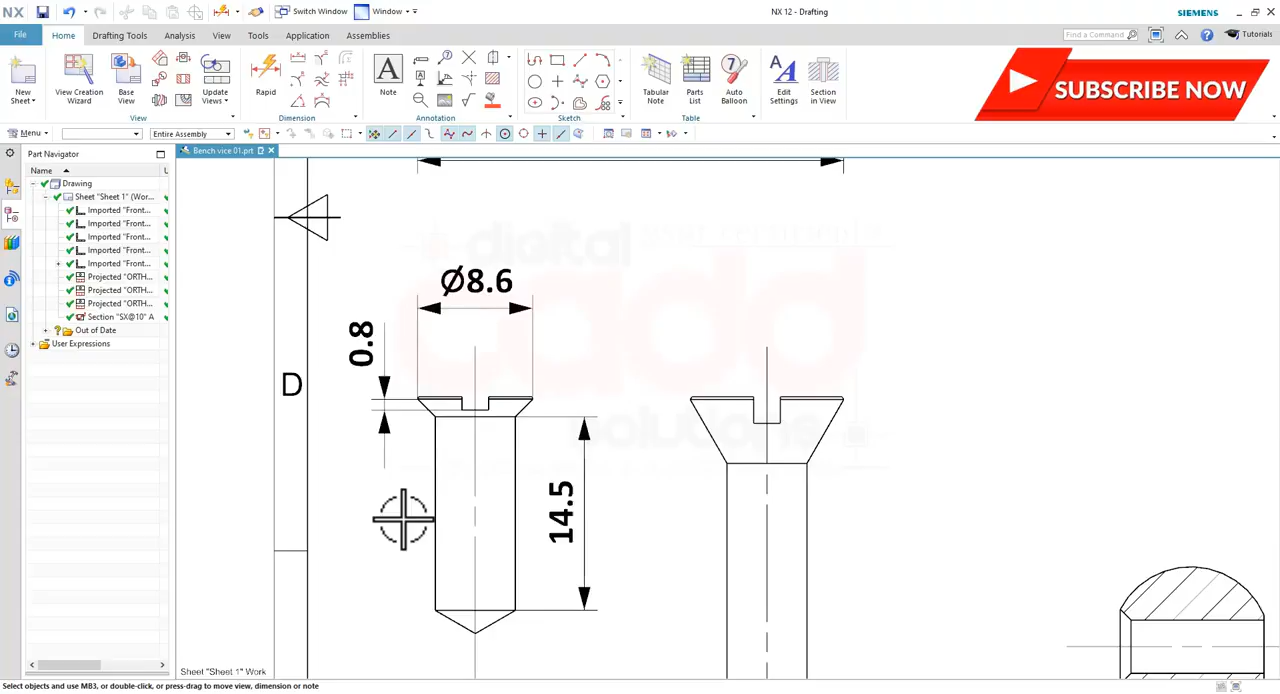 NX
Switch Window
Window
NX 12 - Drafting
SIEMENS
File
Home
Drafting Tools
Analysis
View
Tools
Application
Assemblies
Find a Command
Tutorials
New Sheet
View Creation Wizard
Base View
Update Views
View
Rapid
Dimension
A
Note
Annotation
Sketch
Tabular Note
Parts List
7
Auto Balloon
Table
Edit Settings
Section in View
SUBSCRIBE NOW
Menu
Entire Assembly
Part Navigator
Bench vice 01.prt
Name
Drawing
Sheet "Sheet 1" (Wor...
Imported "Front...
Imported "Front...
Imported "Front...
Imported "Front...
Imported "Front...
Projected "ORTH...
Projected "ORTH...
Projected "ORTH...
Section "SX@10" A
Out of Date
User Expressions
digital
cadd
solutions
Ø8.6
0.8
D
14.5
Sheet "Sheet 1" Work
Select objects and use MB3, or double-click, or press-drag to move view, dimension or note